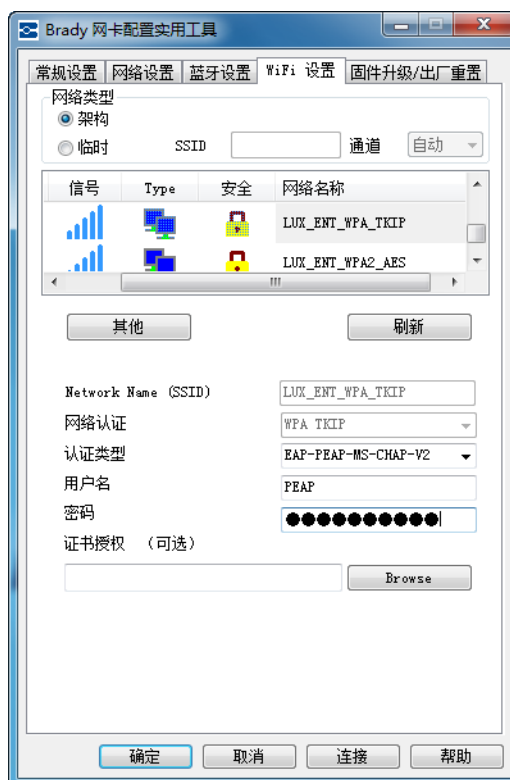 Brady 网卡配置实用工具
常规设置 网络设置 蓝牙设置 WiFi 设置 固件升级/出厂重置
网络类型
架构
临时 SSID 通道 自动
信号 Type 安全 网络名称
LUX_ENT_WPA_TKIP
LUX_ENT_WPA2_AES
其他 刷新
Network Name (SSID) LUX_ENT_WPA_TKIP
网络认证 WPA TKIP
认证类型 EAP-PEAP-MS-CHAP-V2
用户名 PEAP
密码 ●●●●●●●●●●
证书授权 （可选）
Browse
确定 取消 连接 帮助